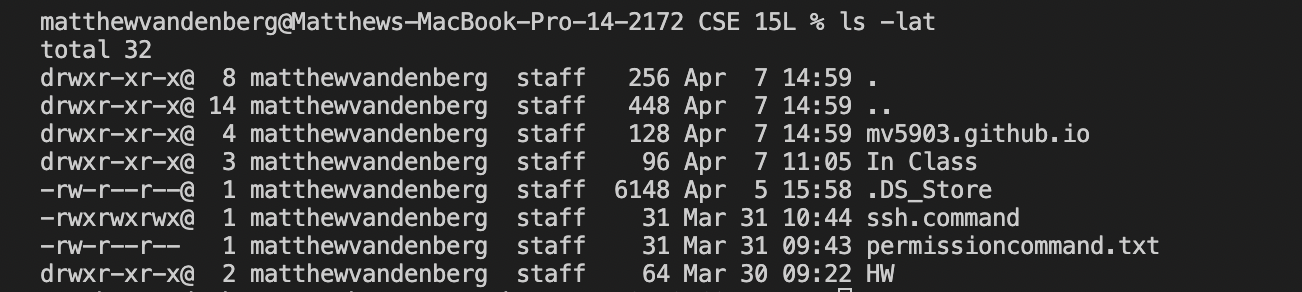 matthewvandenberg@Matthews-MacBook-Pro-14-2172 CSE 15L % ls -lat
total 32
drwxr-xr-x@  8 matthewvandenberg  staff   256 Apr  7 14:59 .
drwxr-xr-x@ 14 matthewvandenberg  staff   448 Apr  7 14:59 ..
drwxr-xr-x@  4 matthewvandenberg  staff   128 Apr  7 14:59 mv5903.github.io
drwxr-xr-x@  3 matthewvandenberg  staff    96 Apr  7 11:05 In Class
-rw-r--r--@  1 matthewvandenberg  staff  6148 Apr  5 15:58 .DS_Store
-rwxrwxrwx@  1 matthewvandenberg  staff    31 Mar 31 10:44 ssh.command
-rw-r--r--   1 matthewvandenberg  staff    31 Mar 31 09:43 permissioncommand.txt
drwxr-xr-x@  2 matthewvandenberg  staff    64 Mar 30 09:22 HW